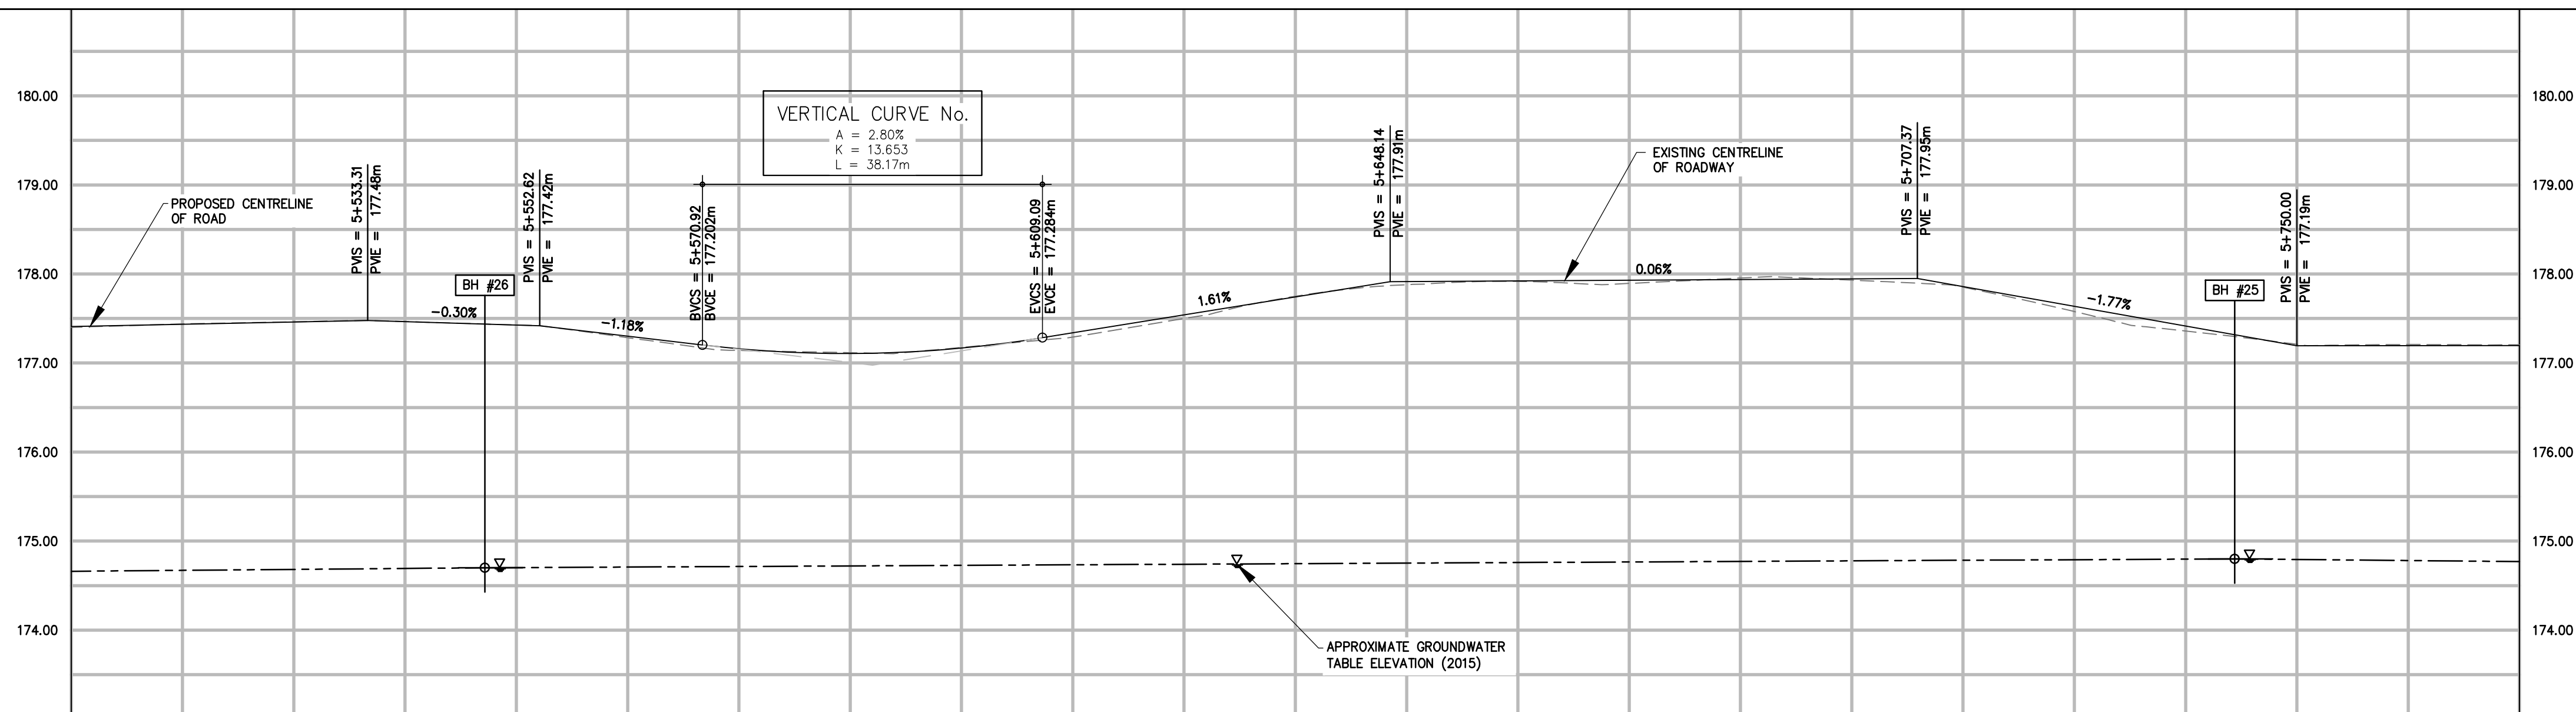 180.00
179.00
178.00
177.00
176.00
175.00
174.00
PROPOSED CENTRELINE
OF ROAD
PVIS = 5+533.31
PVIE = 177.48m
-0.30%
BH #26
PVIS = 5+552.62
PVIE = 177.42m
-1.18%
VERTICAL CURVE No.
A = 2.80%
K = 13.653
L = 38.17m
BVCS = 5+570.92
BVCE = 177.202m
EVCS = 5+609.09
EVCE = 177.284m
1.61%
PVIS = 5+648.14
PVIE = 177.91m
EXISTING CENTRELINE
OF ROADWAY
0.06%
PVIS = 5+707.37
PVIE = 177.95m
-1.77%
BH #25
PVIS = 5+750.00
PVIE = 177.19m
APPROXIMATE GROUNDWATER
TABLE ELEVATION (2015)
180.00
179.00
178.00
177.00
176.00
175.00
174.00